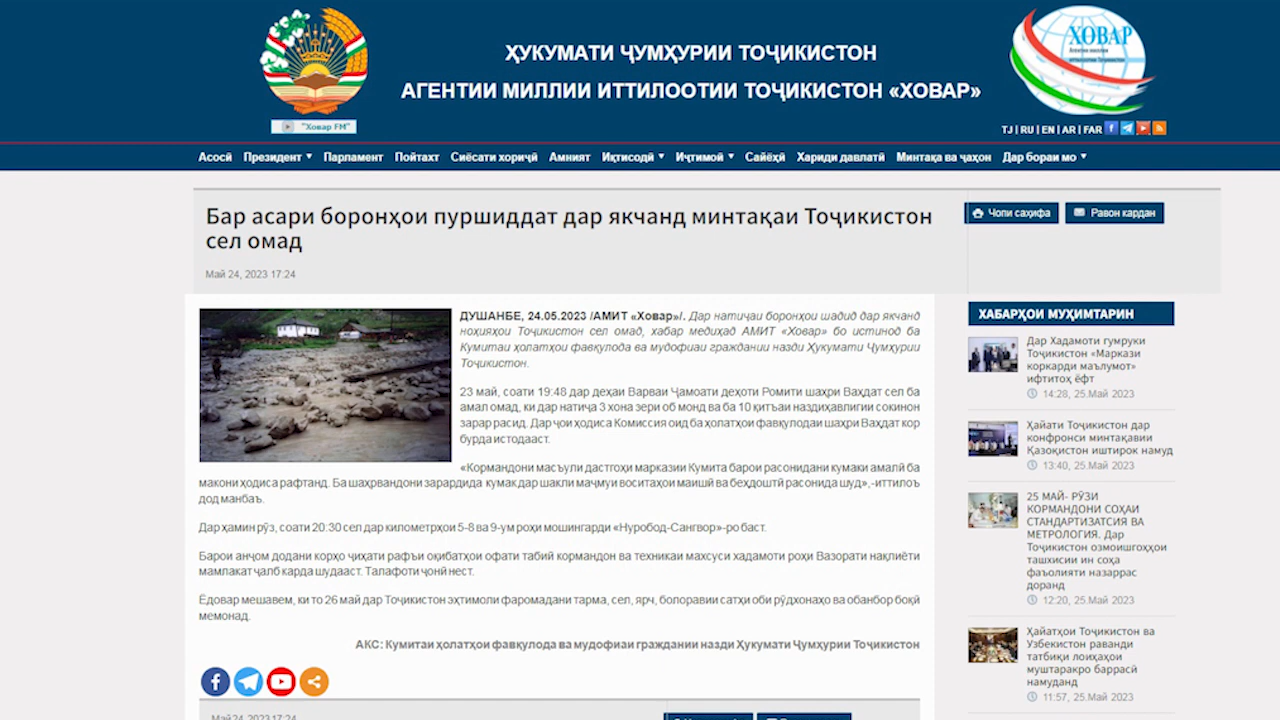 ҲУКУМАТИ ҶУМҲУРИИ ТОҶИКИСТОН
АГЕНТИИ МИЛЛИИ ИТТИЛООТИИ ТОҶИКИСТОН «ХОВАР»
"Ховар FM"
ХОВАР
Агентии миллии
иттилоотии Тоҷикистон
TJ | RU | EN | AR | FAR
Асосӣ Президент Парламент Пойтахт Сиёсати хориҷӣ Амният Иқтисодӣ Иҷтимоӣ Сайёҳӣ Хариди давлатӣ Минтақа ва ҷаҳон Дар бораи мо
Бар асари боронҳои пуршиддат дар якчанд минтақаи Тоҷикистон
сел омад
Май 24, 2023 17:24
Чопи саҳифа Равон кардан
ДУШАНБЕ, 24.05.2023 /АМИТ «Ховар»/. Дар натиҷаи боронҳои шадид дар якчанд
ноҳияҳои Тоҷикистон сел омад, хабар медиҳад АМИТ «Ховар» бо истинод ба
Кумитаи ҳолатҳои фавқулода ва мудофиаи граждании назди Ҳукумати Ҷумҳурии
Тоҷикистон.
23 май, соати 19:48 дар деҳаи Варваи Ҷамоати деҳоти Ромити шаҳри Ваҳдат сел ба
амал омад, ки дар натиҷа 3 хона зери об монд ва ба 10 қитъаи наздиҳавлигии сокинон
зарар расид. Дар ҷои ҳодиса Комиссия оид ба ҳолатҳои фавқулодаи шаҳри Ваҳдат кор
бурда истодааст.
«Кормандони масъули дастгоҳи марказии Кумита барои расонидани кумаки амалӣ ба
макони ҳодиса рафтанд. Ба шаҳрвандони зарардида кумак дар шакли маҷмуи воситаҳои маишӣ ва беҳдоштӣ расонида шуд»,-иттилоъ
дод манбаъ.
Дар ҳамин рӯз, соати 20:30 сел дар километрҳои 5-8 ва 9-ум роҳи мошингарди «Нуробод-Сангвор»-ро баст.
Барои анҷом додани корҳо ҷиҳати рафъи оқибатҳои офати табиӣ кормандон ва техникаи махсуси хадамоти роҳи Вазорати нақлиёти
мамлакат ҷалб карда шудааст. Талафоти ҷонӣ нест.
Ёдовар мешавем, ки то 26 май дар Тоҷикистон эҳтимоли фаромадани тарма, сел, ярч, болоравии сатҳи оби рӯдхонаҳо ва обанбор боқӣ
мемонад.
АКС: Кумитаи ҳолатҳои фавқулода ва мудофиаи граждании назди Ҳукумати Ҷумҳурии Тоҷикистон
Май 24, 2023 17:24
ХАБАРҲОИ МУҲИМТАРИН
Дар Хадамоти гумруки
Тоҷикистон «Маркази
коркарди маълумот»
ифтитоҳ ёфт
14:28, 25.Май 2023
Ҳайати Тоҷикистон дар
конфронси минтақавии
Қазоқистон иштирок намуд
13:40, 25.Май 2023
25 МАЙ- РӮЗИ
КОРМАНДОНИ СОҲАИ
СТАНДАРТИЗАТСИЯ ВА
МЕТРОЛОГИЯ. Дар
Тоҷикистон озмоишгоҳҳои
ташхисии ин соҳа
фаъолияти назаррас
доранд
12:20, 25.Май 2023
Ҳайатҳои Тоҷикистон ва
Узбекистон раванди
татбиқи лоиҳаҳои
муштаракро баррасӣ
намуданд
11:57, 25.Май 2023